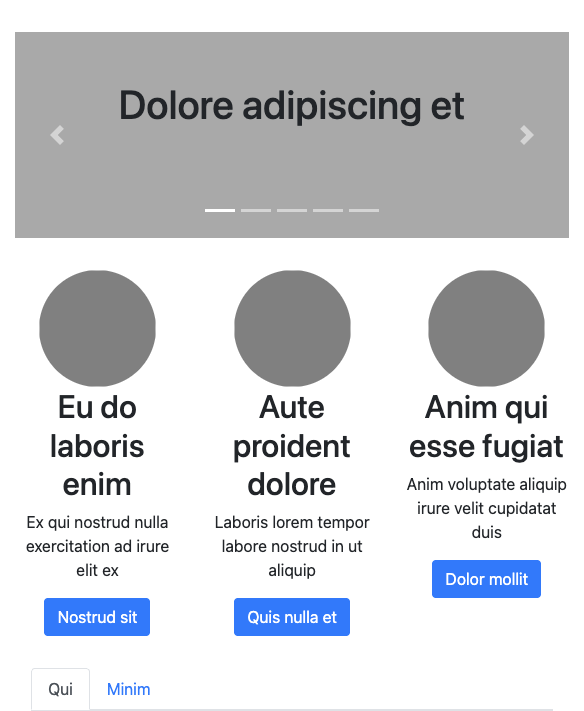 Dolore adipiscing et
Eu do
laboris
enim
Ex qui nostrud nulla
exercitation ad irure
elit ex
Nostrud sit
Aute
proident
dolore
Laboris lorem tempor
labore nostrud in ut
aliquip
Quis nulla et
Anim qui
esse fugiat
Anim voluptate aliquip
irure velit cupidatat
duis
Dolor mollit
Qui
Minim